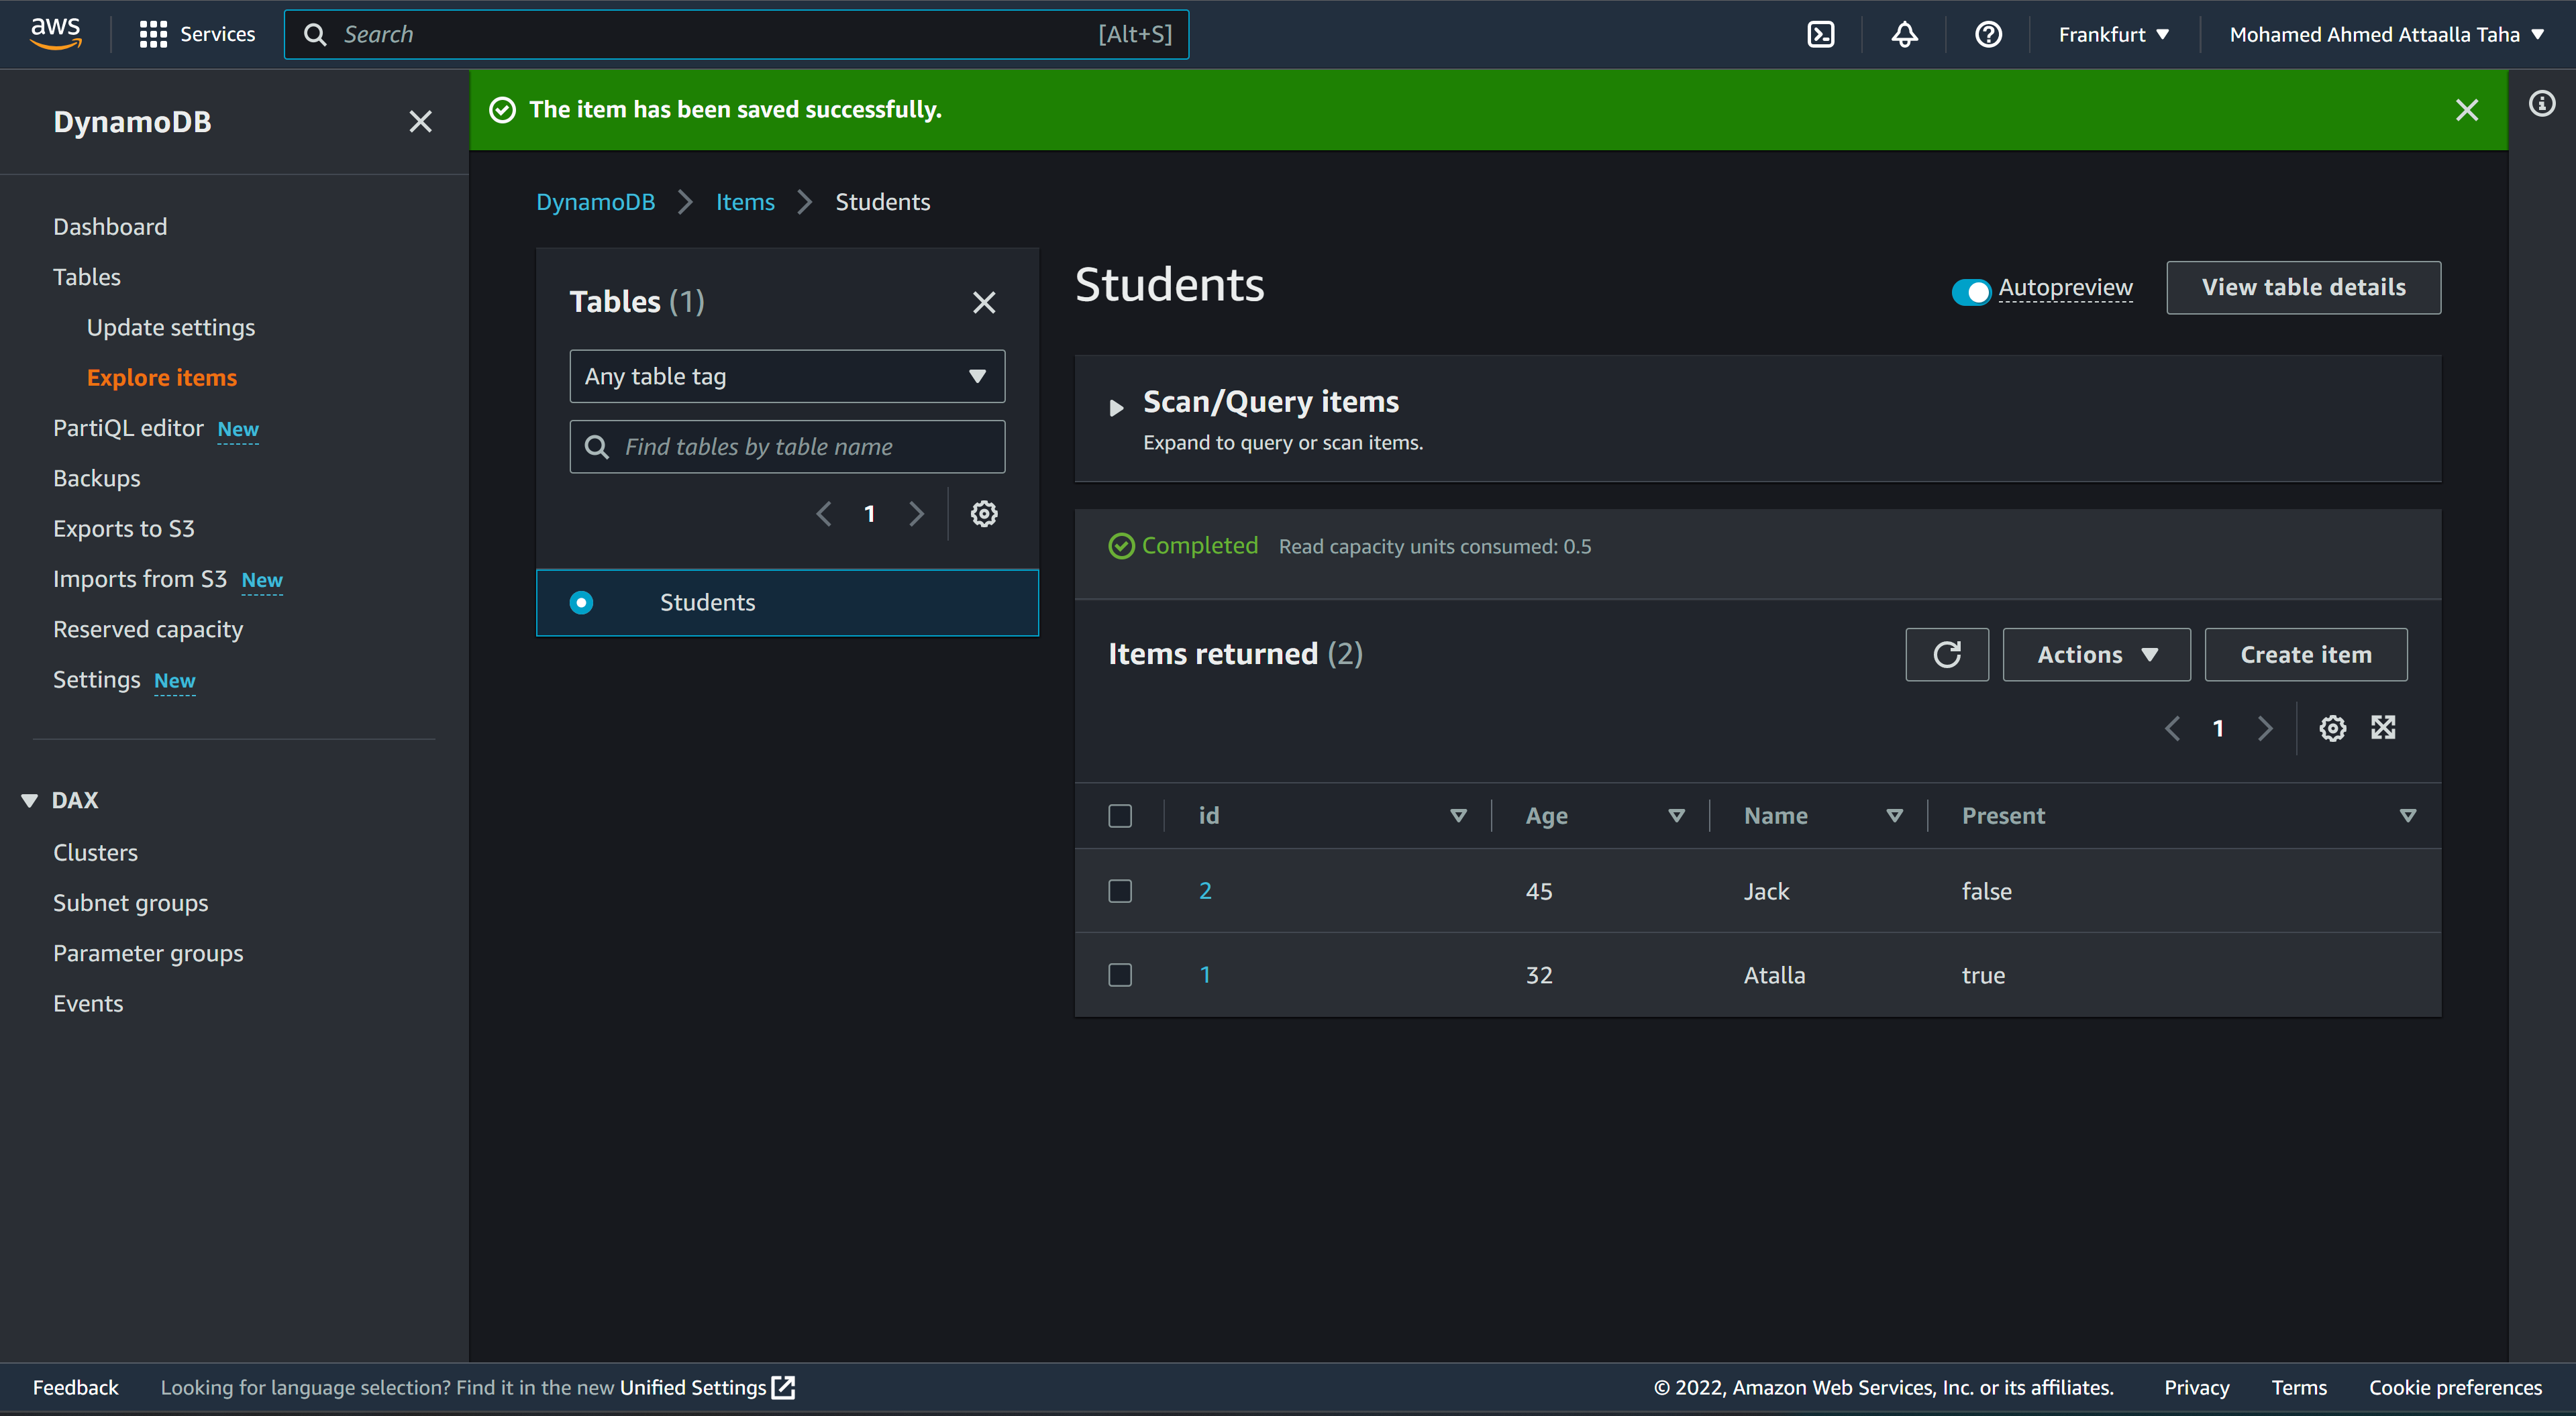 aws
Services
Search [Alt+S]
Frankfurt
Mohamed Ahmed Attaalla Taha
DynamoDB
Dashboard
Tables
Update settings
Explore items
PartiQL editor New
Backups
Exports to S3
Imports from S3 New
Reserved capacity
Settings New
DAX
Clusters
Subnet groups
Parameter groups
Events
The item has been saved successfully.
DynamoDB
Items
Students
Tables (1)
Any table tag
Find tables by table name
1
Students
Students
Autopreview
View table details
Scan/Query items
Expand to query or scan items.
Completed Read capacity units consumed: 0.5
Items returned (2)
Actions
Create item
1
id Age Name Present
2 45 Jack false
1 32 Atalla true
Feedback
Looking for language selection? Find it in the new Unified Settings
© 2022, Amazon Web Services, Inc. or its affiliates.
Privacy
Terms
Cookie preferences